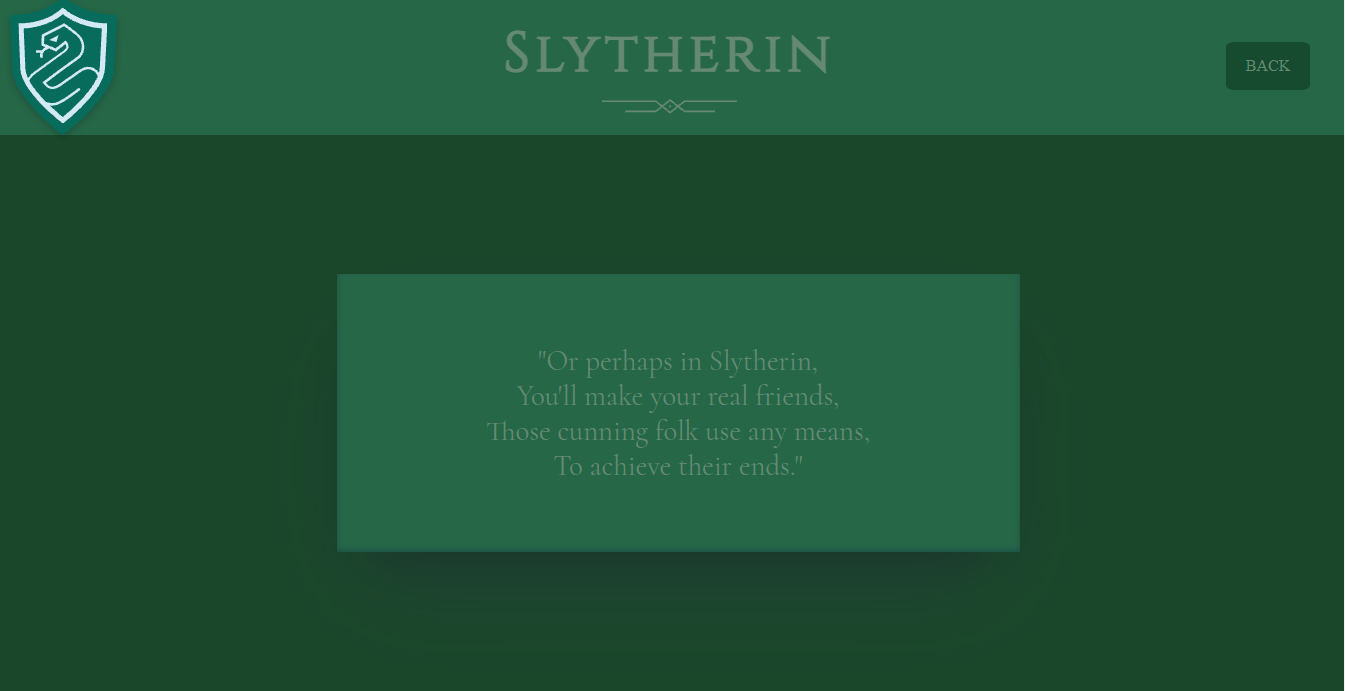 SLYTHERIN
BACK
"Or perhaps in Slytherin,
You'll make your real friends,
Those cunning folk use any means,
To achieve their ends."